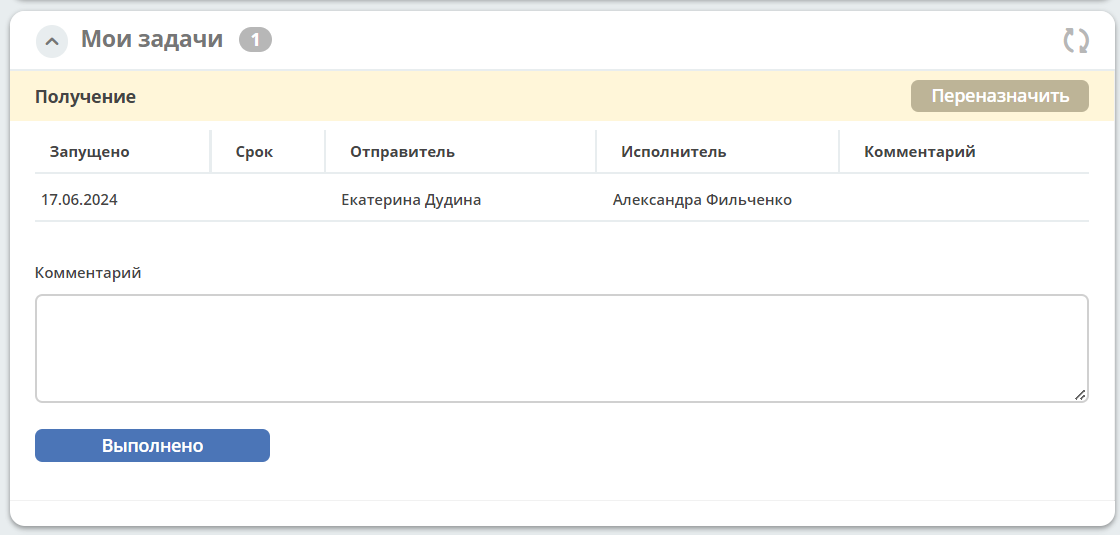 Мои задачи 1
Получение Переназначить
Запущено Срок Отправитель Исполнитель Комментарий
17.06.2024 Екатерина Дудина Александра Фильченко
Комментарий
Выполнено